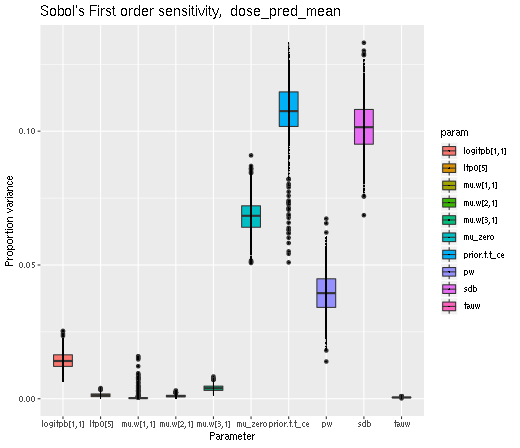 Sobol's First order sensitivity, dose_pred_mean
Proportion variance
0.10
0.05
0.00
logitpb[1,1] ltp0[5] mu.w[1,1] mu.w[2,1] mu.w[3,1] mu_zero prior.t.t_ce pw sdb tauw
Parameter
param
logitpb[1,1]
ltp0[5]
mu.w[1,1]
mu.w[2,1]
mu.w[3,1]
mu_zero
prior.t.t_ce
pw
sdb
tauw